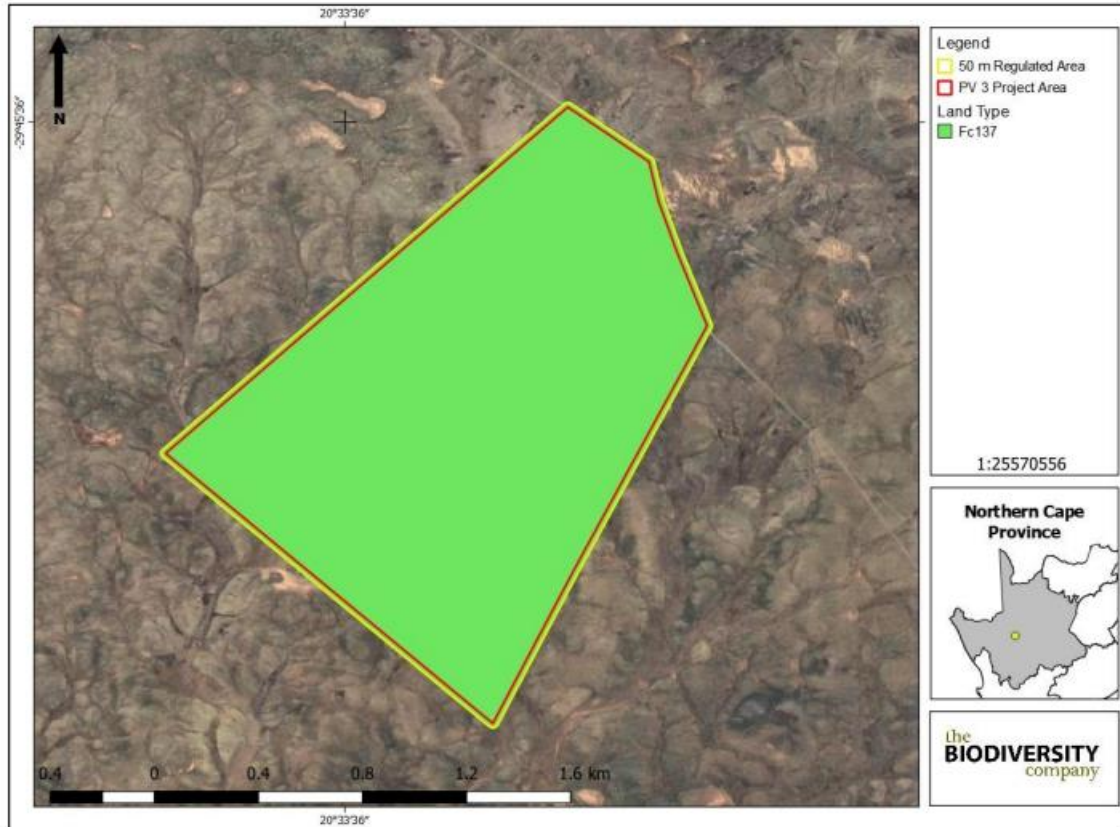 20°33'36"
-29°45'36"
N
0.4 0 0.4 0.8 1.2 1.6 km
20°33'36"
Legend
50 m Regulated Area
PV 3 Project Area
Land Type
Fc137
1:25570556
Northern Cape
Province
the
BIODIVERSITY
company